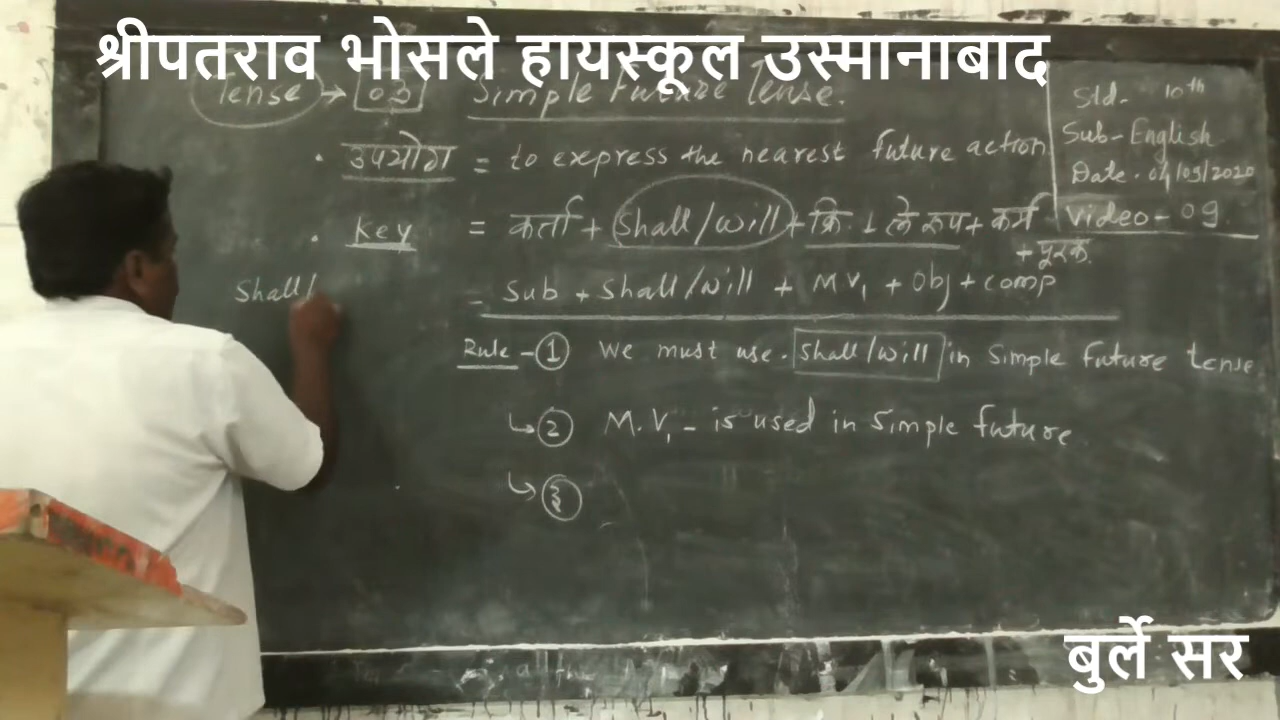 श्रीपतराव भोसले हायस्कूल उस्मानाबाद
Tense → 03 Simple Future Tense.
Std- 10th
Sub- English
Date. 01/05/2020
Video- 09.
• उपयोग = to express the nearest future action
• Key = कर्ता + Shall/will + क्रि. 1 ले रूप + कर्म
+ पूरक.
Shall/
= Sub + Shall/will + M V1 + Obj + comp
Rule - ① We must use. Shall/will in Simple Future tense.
↳ ② M.V1 - is used in Simple future.
↳ ③
बुर्ले सर